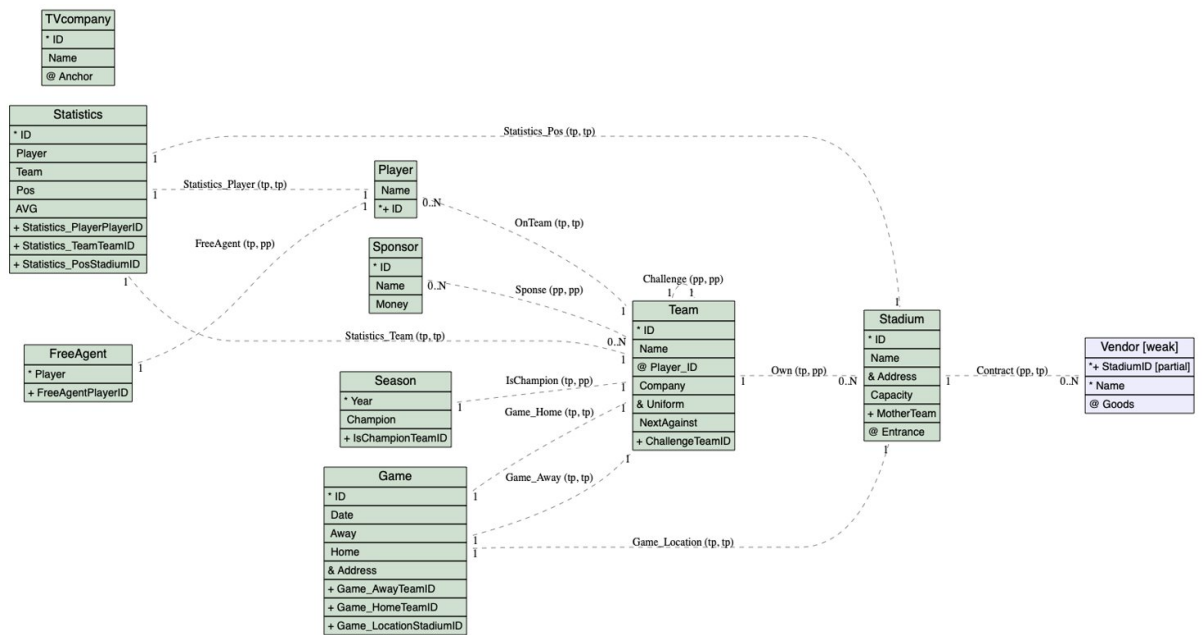 TVcompany
* ID
Name
@ Anchor
Statistics
* ID
Player
Team
Pos
AVG
+ Statistics_PlayerPlayerID
+ Statistics_TeamTeamID
+ Statistics_PosStadiumID
1
1
1
Statistics_Pos (tp, tp)
Statistics_Player (tp, tp)
FreeAgent (tp, pp)
Statistics_Team (tp, tp)
FreeAgent
* Player
+ FreeAgentPlayerID
1
Player
Name
*+ ID
1
1
0..N
OnTeam (tp, tp)
Sponsor
* ID
Name
Money
0..N
Sponse (pp, pp)
Season
* Year
Champion
+ IsChampionTeamID
1
IsChampion (tp, pp)
Game_Home (tp, tp)
Game_Away (tp, tp)
Game
* ID
Date
Away
Home
& Address
+ Game_AwayTeamID
+ Game_HomeTeamID
+ Game_LocationStadiumID
1
1
1
Game_Location (tp, tp)
Challenge (pp, pp)
1 1
Team
* ID
Name
@ Player_ID
Company
& Uniform
NextAgainst
+ ChallengeTeamID
1
0..N
1
1
1
1
1
Own (tp, pp)
0..N
1
Stadium
* ID
Name
& Address
Capacity
+ MotherTeam
@ Entrance
1
1
Contract (pp, tp)
0..N
Vendor [weak]
*+ StadiumID [partial]
* Name
@ Goods